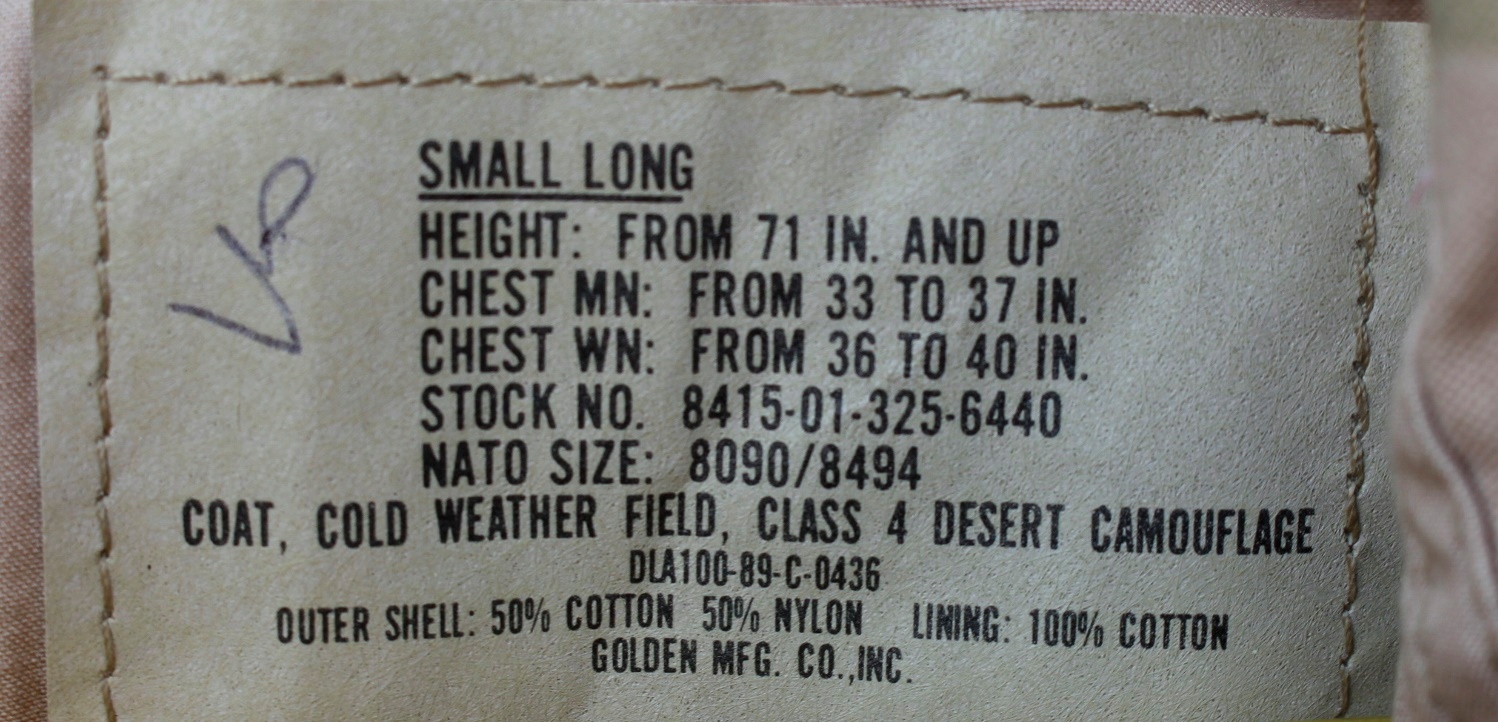 SMALL LONG
HEIGHT: FROM 71 IN. AND UP
CHEST MN: FROM 33 TO 37 IN.
CHEST WN: FROM 36 TO 40 IN.
STOCK NO. 8415-01-325-6440
NATO SIZE: 8090/8494
COAT, COLD WEATHER FIELD, CLASS 4 DESERT CAMOUFLAGE
DLA100-89-C-0436
OUTER SHELL: 50% COTTON 50% NYLON LINING: 100% COTTON
GOLDEN MFG. CO.,INC.